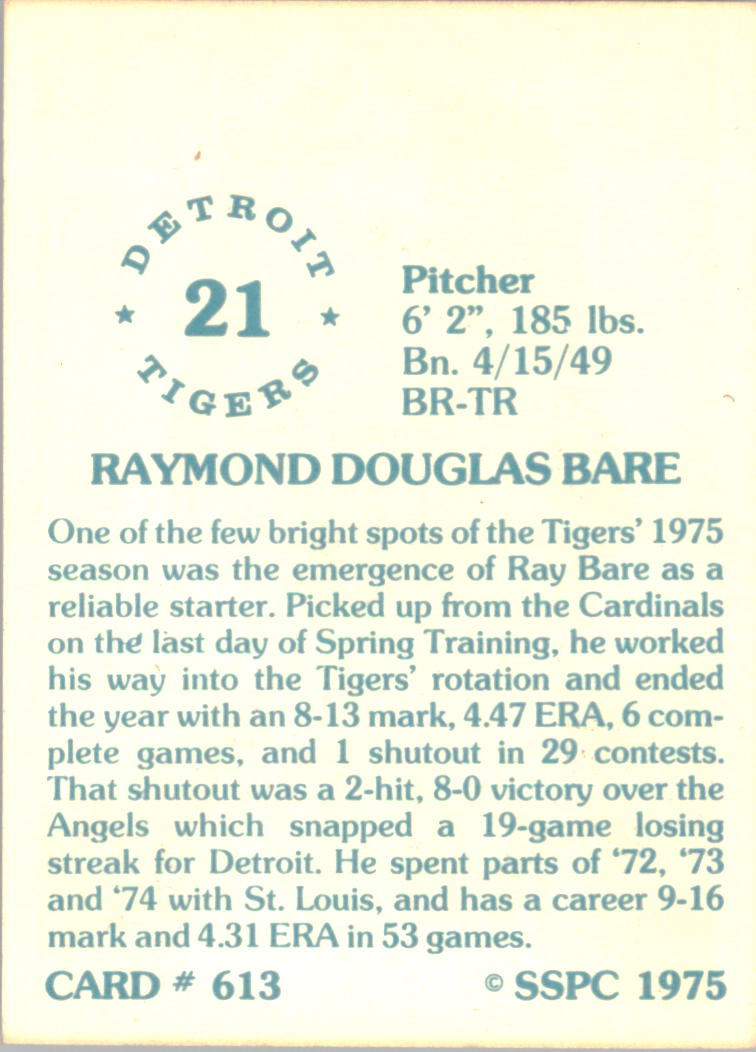 DETROIT
★ 21 ★
TIGERS
Pitcher
6' 2", 185 lbs.
Bn. 4/15/49
BR-TR
RAYMOND DOUGLAS BARE
One of the few bright spots of the Tigers' 1975
season was the emergence of Ray Bare as a
reliable starter. Picked up from the Cardinals
on the last day of Spring Training, he worked
his way into the Tigers' rotation and ended
the year with an 8-13 mark, 4.47 ERA, 6 com-
plete games, and 1 shutout in 29 contests.
That shutout was a 2-hit, 8-0 victory over the
Angels which snapped a 19-game losing
streak for Detroit. He spent parts of '72, '73
and '74 with St. Louis, and has a career 9-16
mark and 4.31 ERA in 53 games.
CARD # 613 © SSPC 1975